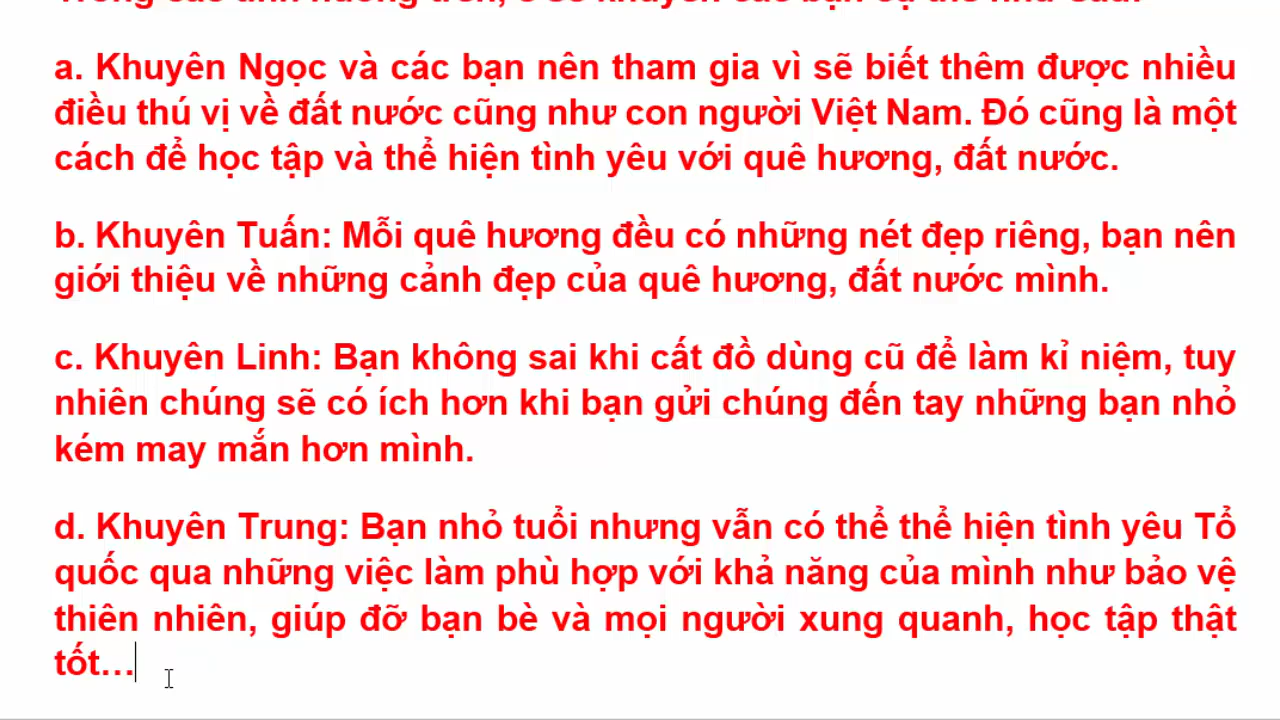 a. Khuyên Ngọc và các bạn nên tham gia vì sẽ biết thêm được nhiều
điều thú vị về đất nước cũng như con người Việt Nam. Đó cũng là một
cách để học tập và thể hiện tình yêu với quê hương, đất nước.
b. Khuyên Tuấn: Mỗi quê hương đều có những nét đẹp riêng, bạn nên
giới thiệu về những cảnh đẹp của quê hương, đất nước mình.
c. Khuyên Linh: Bạn không sai khi cất đồ dùng cũ để làm kỉ niệm, tuy
nhiên chúng sẽ có ích hơn khi bạn gửi chúng đến tay những bạn nhỏ
kém may mắn hơn mình.
d. Khuyên Trung: Bạn nhỏ tuổi nhưng vẫn có thể thể hiện tình yêu Tổ
quốc qua những việc làm phù hợp với khả năng của mình như bảo vệ
thiên nhiên, giúp đỡ bạn bè và mọi người xung quanh, học tập thật
tốt...